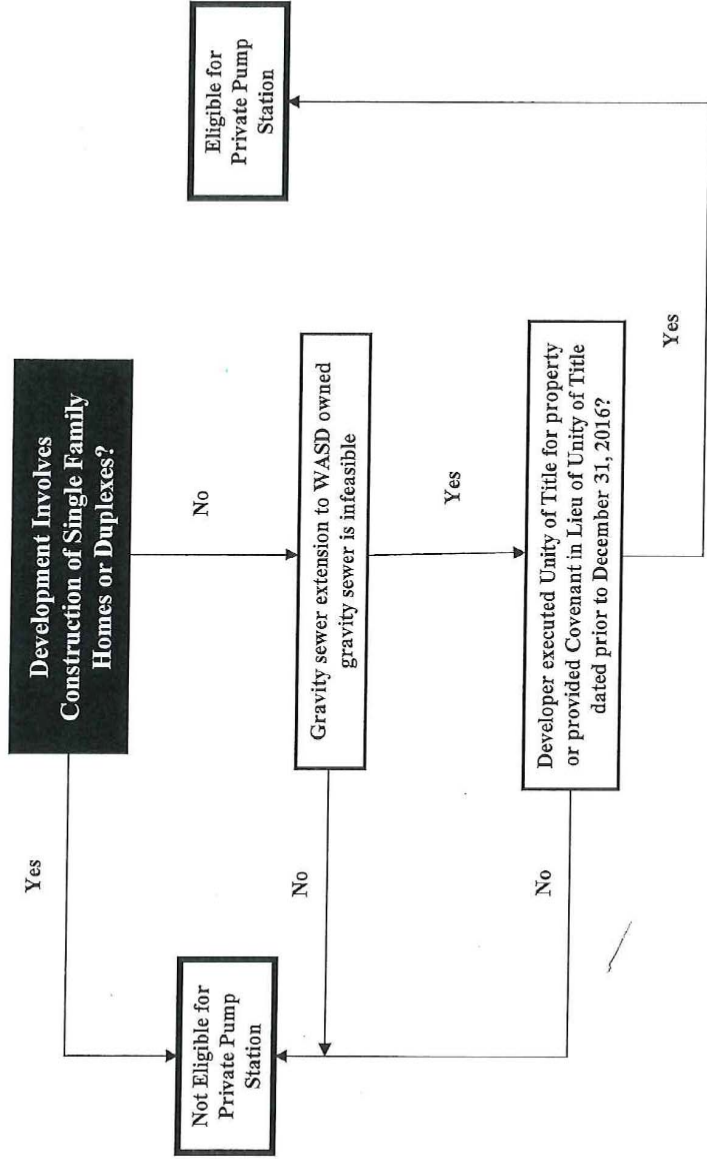 Development Involves
Construction of Single Family
Homes or Duplexes?
Yes
No
Not Eligible for
Private Pump
Station
Gravity sewer extension to WASD owned
gravity sewer is infeasible
Eligible for
Private Pump
Station
No
Yes
Developer executed Unity of Title for property
or provided Covenant in Lieu of Unity of Title
dated prior to December 31, 2016?
No
Yes